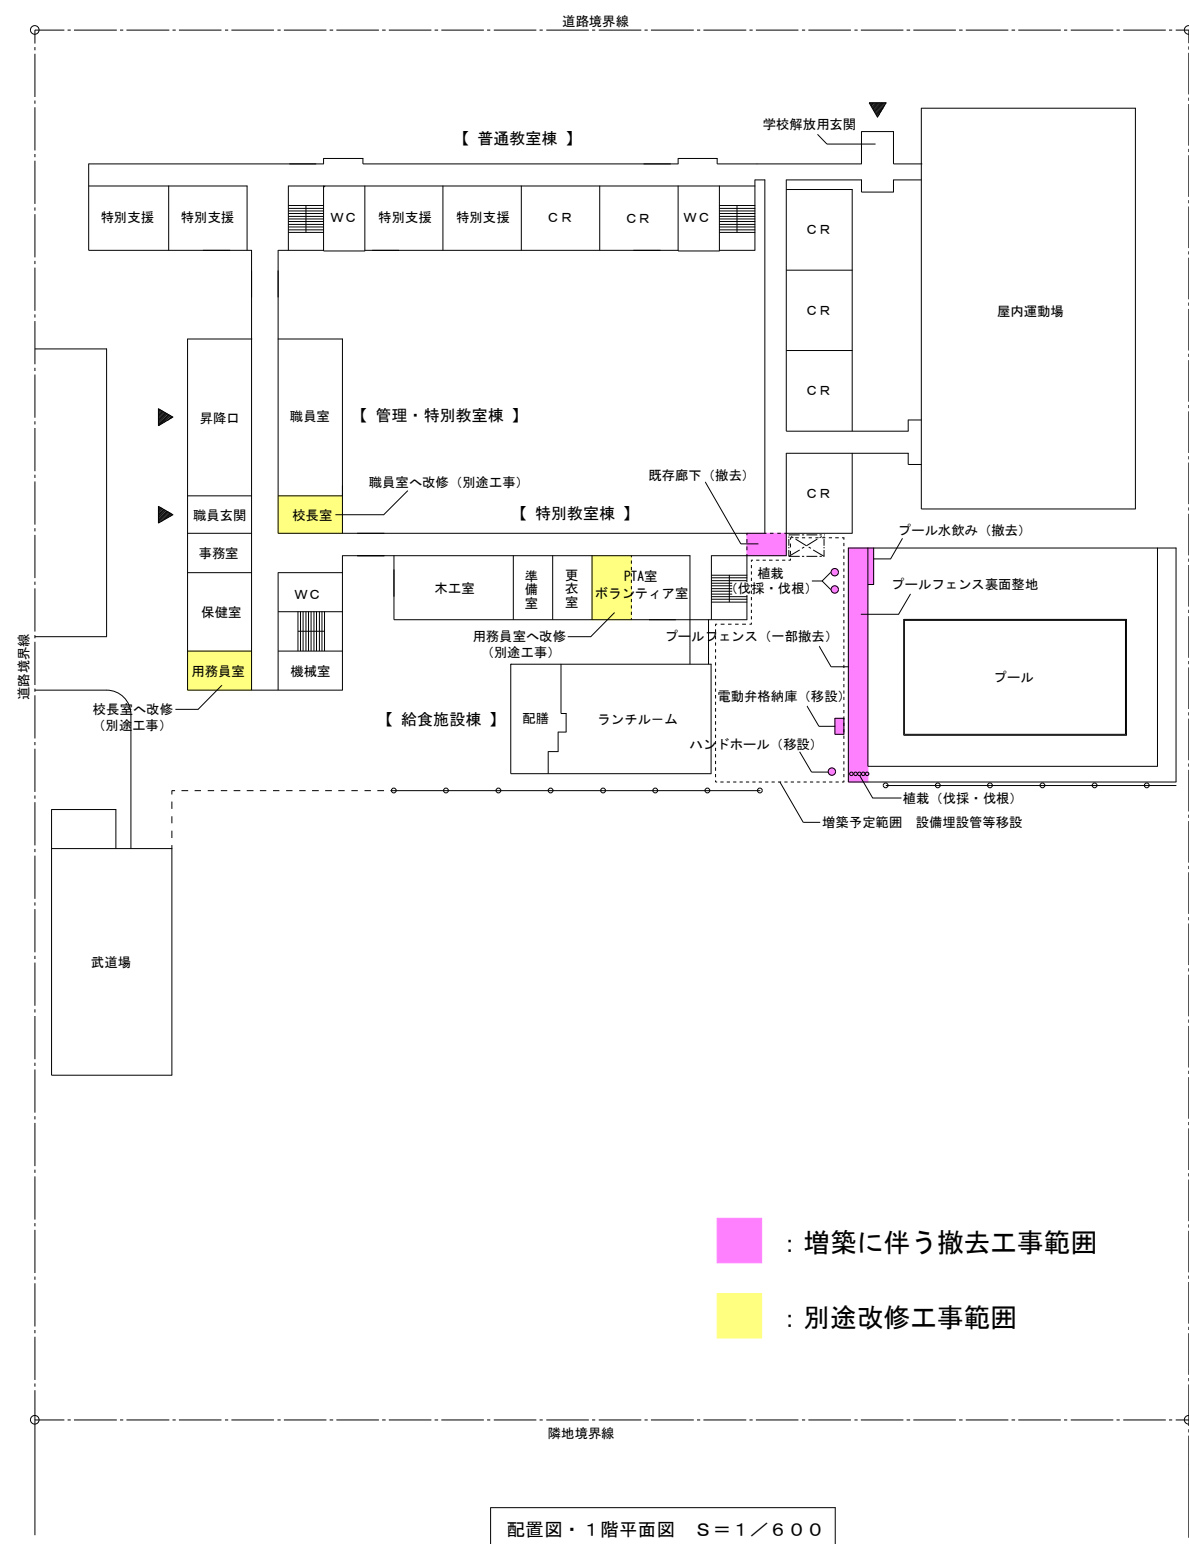 道路境界線
学校解放用玄関
【 普通教室棟 】
特別支援
特別支援
WC
特別支援
特別支援
CR
CR
WC
CR
CR
CR
CR
屋内運動場
昇降口
職員室
【 管理・特別教室棟 】
職員室へ改修(別途工事)
既存廊下(撤去)
職員玄関
校長室
【 特別教室棟 】
プール水飲み(撤去)
事務室
木工室
準備室
更衣室
PTA室
ボランティア室
植栽
(伐採・伐根)
プールフェンス裏面整地
保健室
WC
用務員室へ改修
(別途工事)
プールフェンス(一部撤去)
用務員室
機械室
プール
道路境界線
校長室へ改修
(別途工事)
【 給食施設棟 】
配膳
ランチルーム
電動弁格納庫(移設)
ハンドホール(移設)
植栽(伐採・伐根)
増築予定範囲 設備埋設管等移設
武道場
:増築に伴う撤去工事範囲
:別途改修工事範囲
隣地境界線
配置図・1階平面図 S=1/600